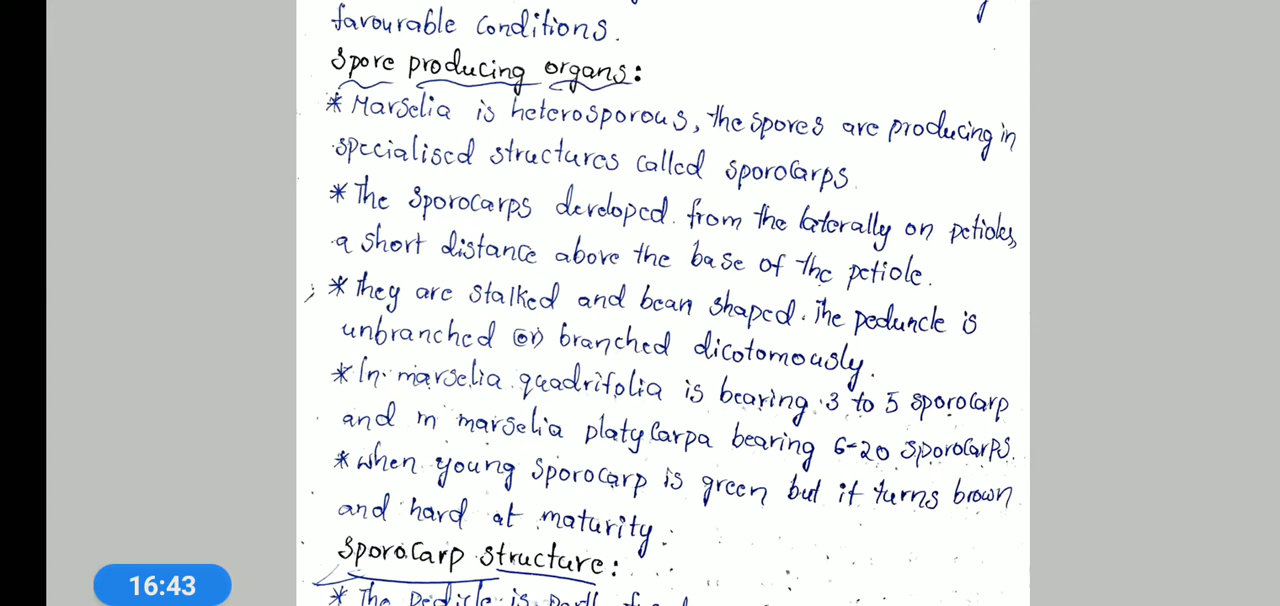 favourable conditions.
Spore producing organs:
* Marselia is heterosporous, the spores are producing in
specialised structures called sporocarps.
* The sporocarps developed from the laterally on petioles,
a short distance above the base of the petiole.
* They are stalked and bean shaped. The peduncle is
unbranched (or) branched dicotomously.
* In marselia quadrifolia is bearing 3 to 5 sporocarp
and m marselia platycarpa bearing 6-20 sporocarps.
* when young sporocarp is green but it turns brown
and hard at maturity.
Sporocarp structure:
* The Pedicle is
16:43